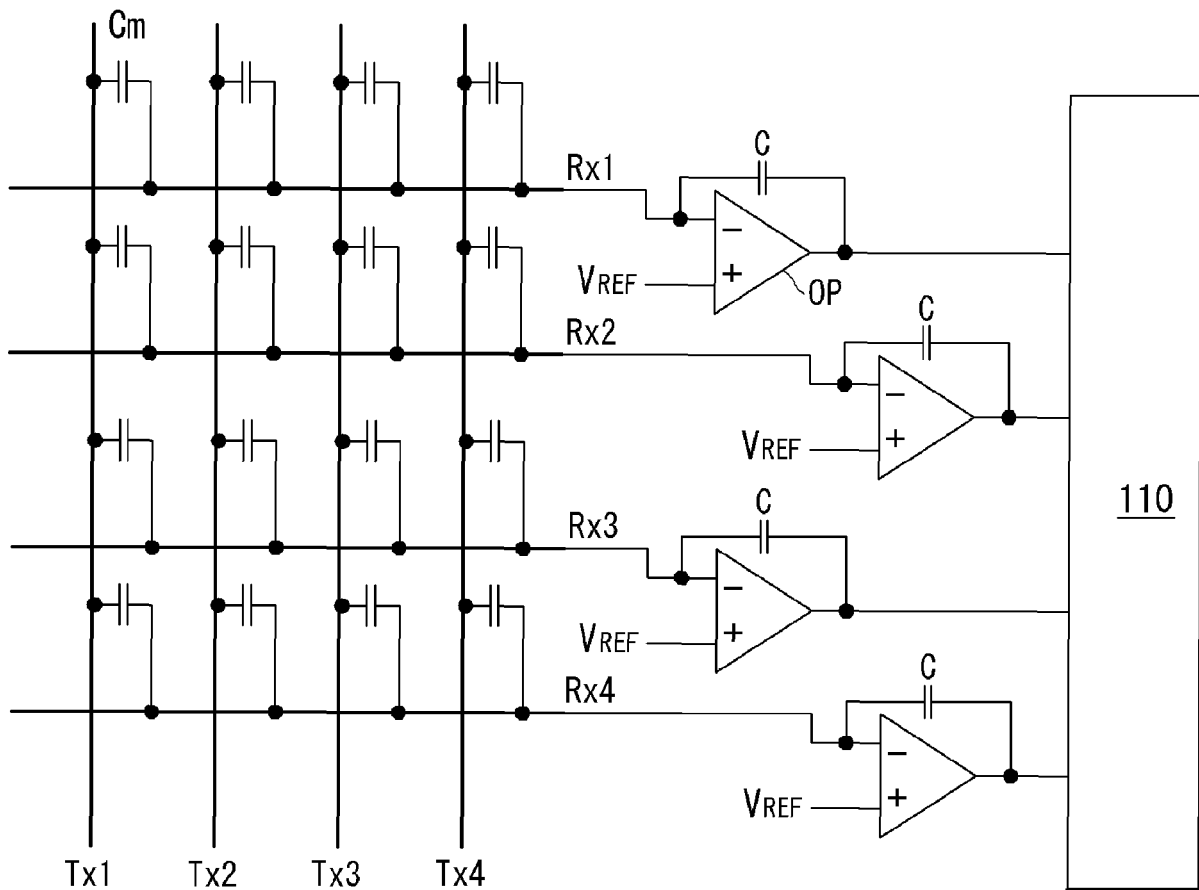 Cm
Rx1
C
−
+
VREF
OP
Rx2
C
−
+
VREF
110
Rx3
C
−
+
VREF
Rx4
C
−
+
VREF
Tx1
Tx2
Tx3
Tx4